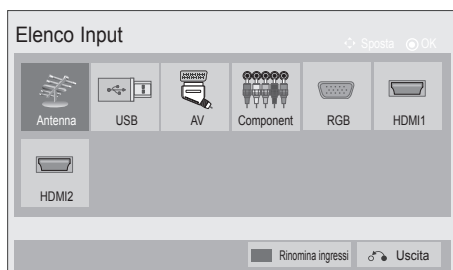 Elenco Input
Sposta OK
Antenna USB AV Component RGB HDMI1
HDMI2
Rinomina ingressi Uscita